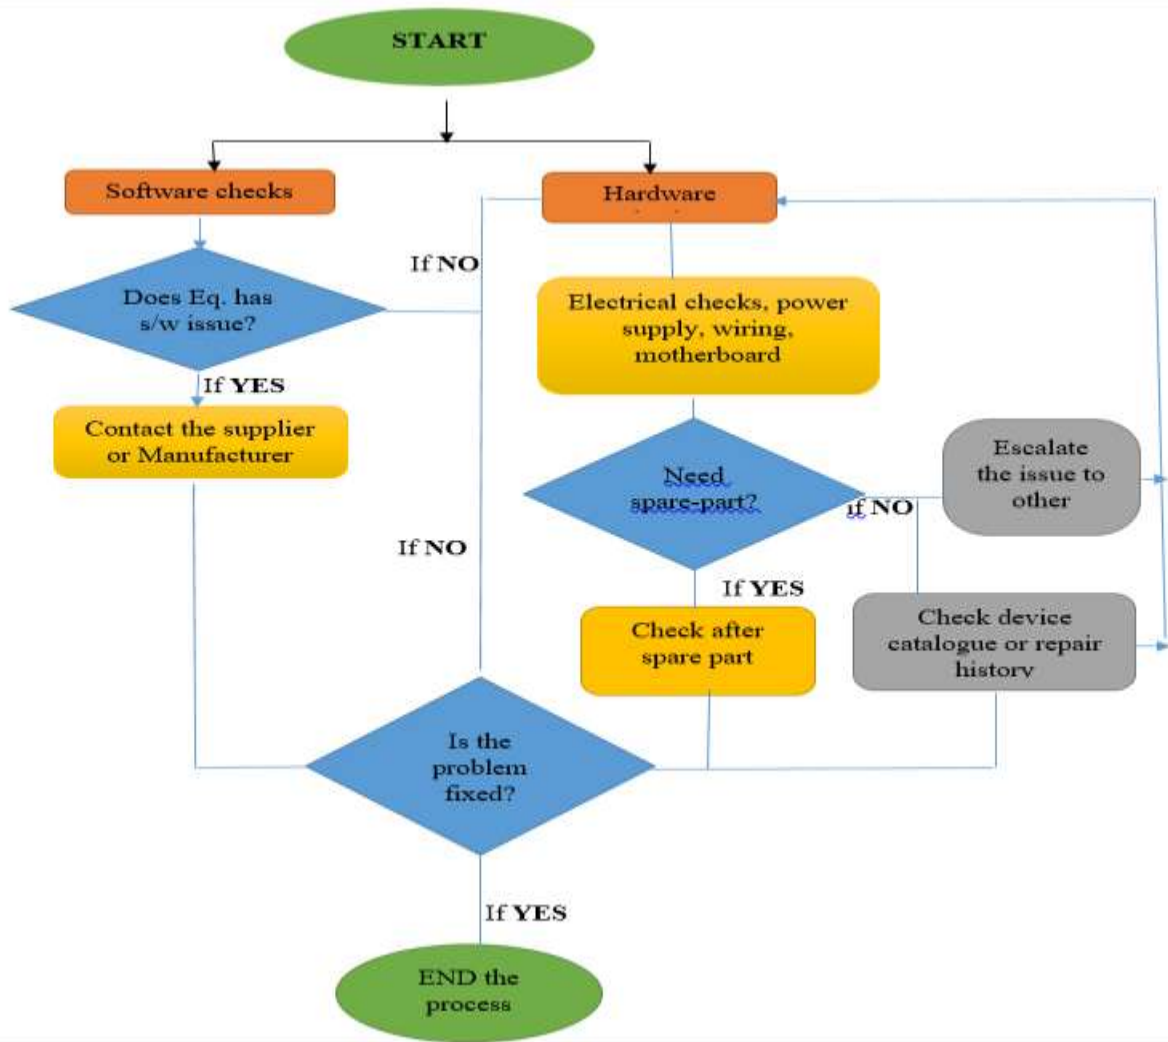 START
Software checks
Hardware
If NO
Does Eq. has
s/w issue?
Electrical checks, power
supply, wiring,
motherboard
If YES
Contact the supplier
or Manufacturer
Need
spare-part?
if NO
Escalate
the issue to
other
If NO
If YES
Check after
spare part
Check device
catalogue or repair
history
Is the
problem
fixed?
If YES
END the
process